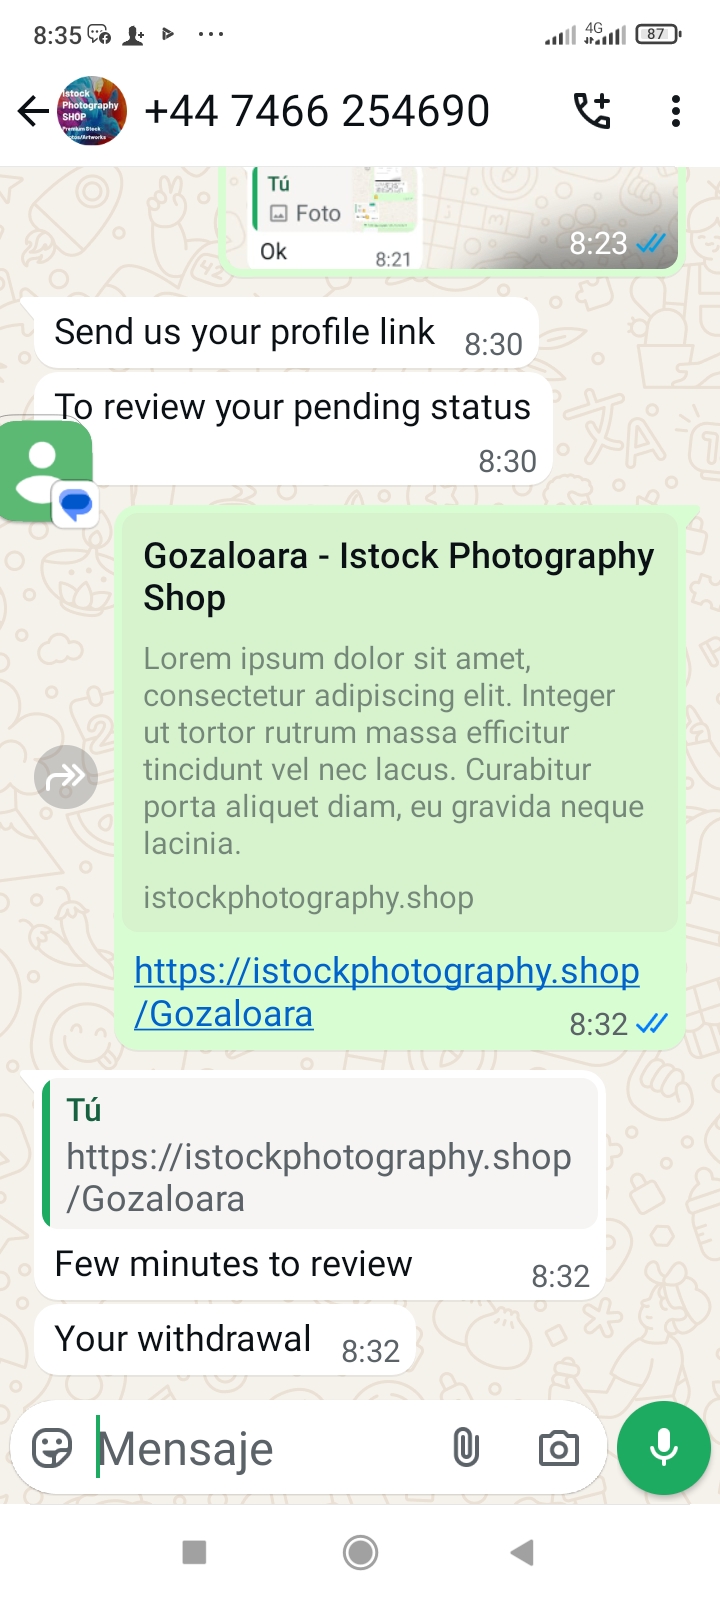 8:35
4G
87
Istock
Photography
SHOP
Premium Stock
+44 7466 254690
Tú
Foto
Ok
8:21
8:23
Send us your profile link
8:30
To review your pending status
8:30
Gozaloara - Istock Photography
Shop
Lorem ipsum dolor sit amet,
consectetur adipiscing elit. Integer
ut tortor rutrum massa efficitur
tincidunt vel nec lacus. Curabitur
porta aliquet diam, eu gravida neque
lacinia.
istockphotography.shop
https://istockphotography.shop
/Gozaloara
8:32
Tú
https://istockphotography.shop
/Gozaloara
Few minutes to review
8:32
Your withdrawal
8:32
Mensaje